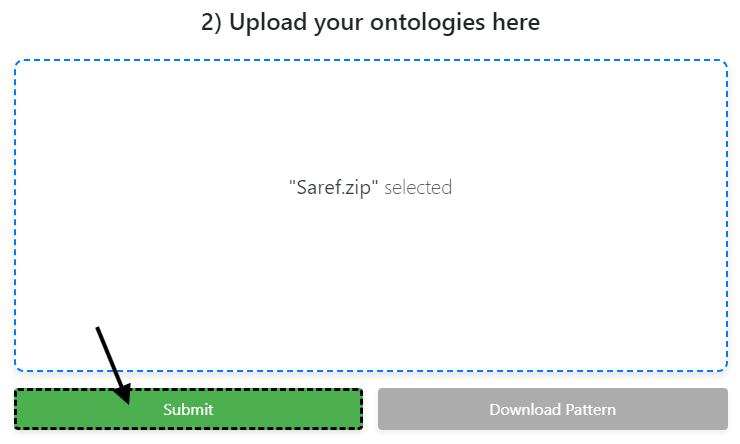 2) Upload your ontologies here
"Saref.zip" selected
Submit
Download Pattern